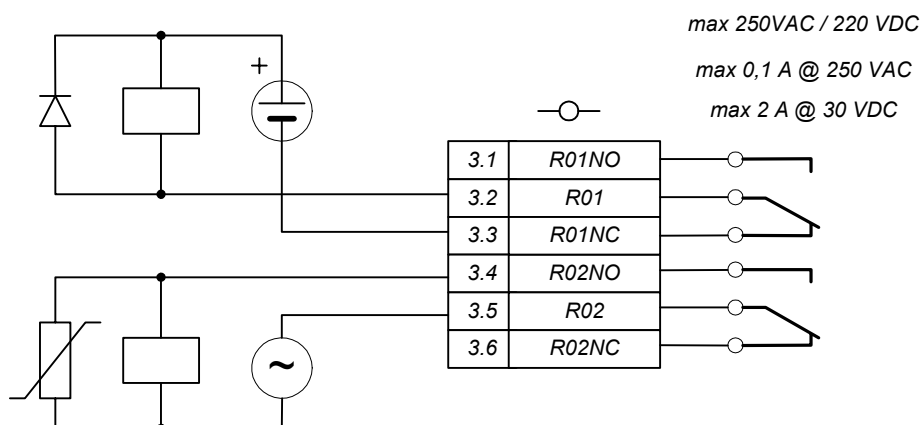 max 250VAC / 220 VDC
max 0,1 A @ 250 VAC
max 2 A @ 30 VDC
+
3.1 R01NO
3.2 R01
3.3 R01NC
3.4 R02NO
3.5 R02
3.6 R02NC
~